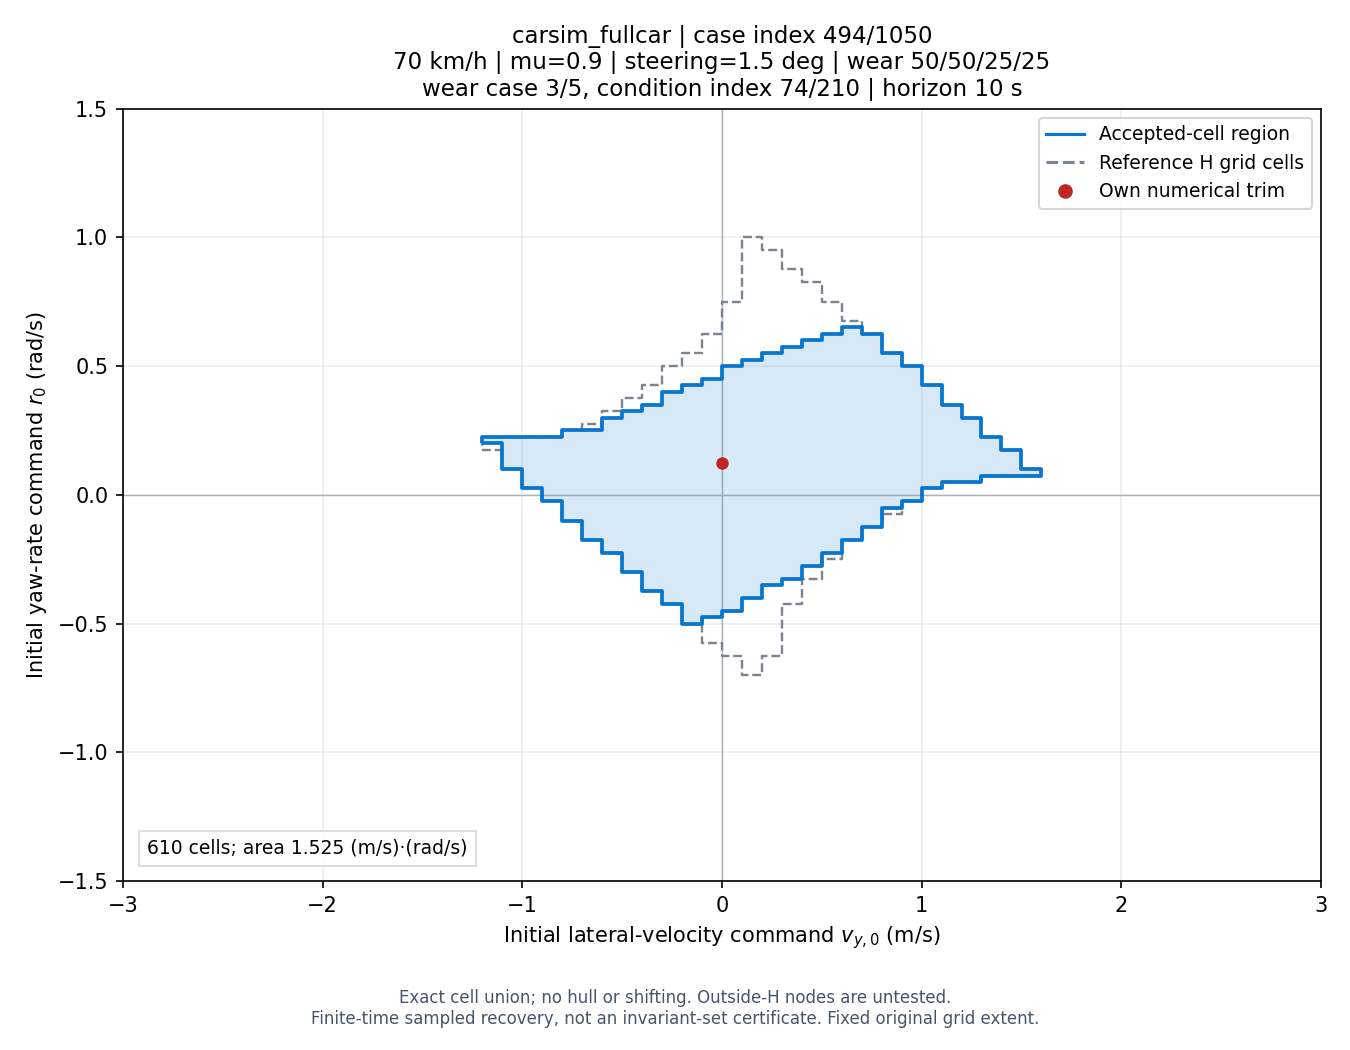 carsim_fullcar | case index 494/1050
70 km/h | mu=0.9 | steering=1.5 deg | wear 50/50/25/25
wear case 3/5, condition index 74/210 | horizon 10 s
Accepted-cell region
Reference H grid cells
Own numerical trim
1.5
1.0
0.5
0.0
−0.5
−1.0
−1.5
Initial yaw-rate command r₀ (rad/s)
610 cells; area 1.525 (m/s)·(rad/s)
−3
−2
−1
0
1
2
3
Initial lateral-velocity command v_{y,0} (m/s)
Exact cell union; no hull or shifting. Outside-H nodes are untested.
Finite-time sampled recovery, not an invariant-set certificate. Fixed original grid extent.